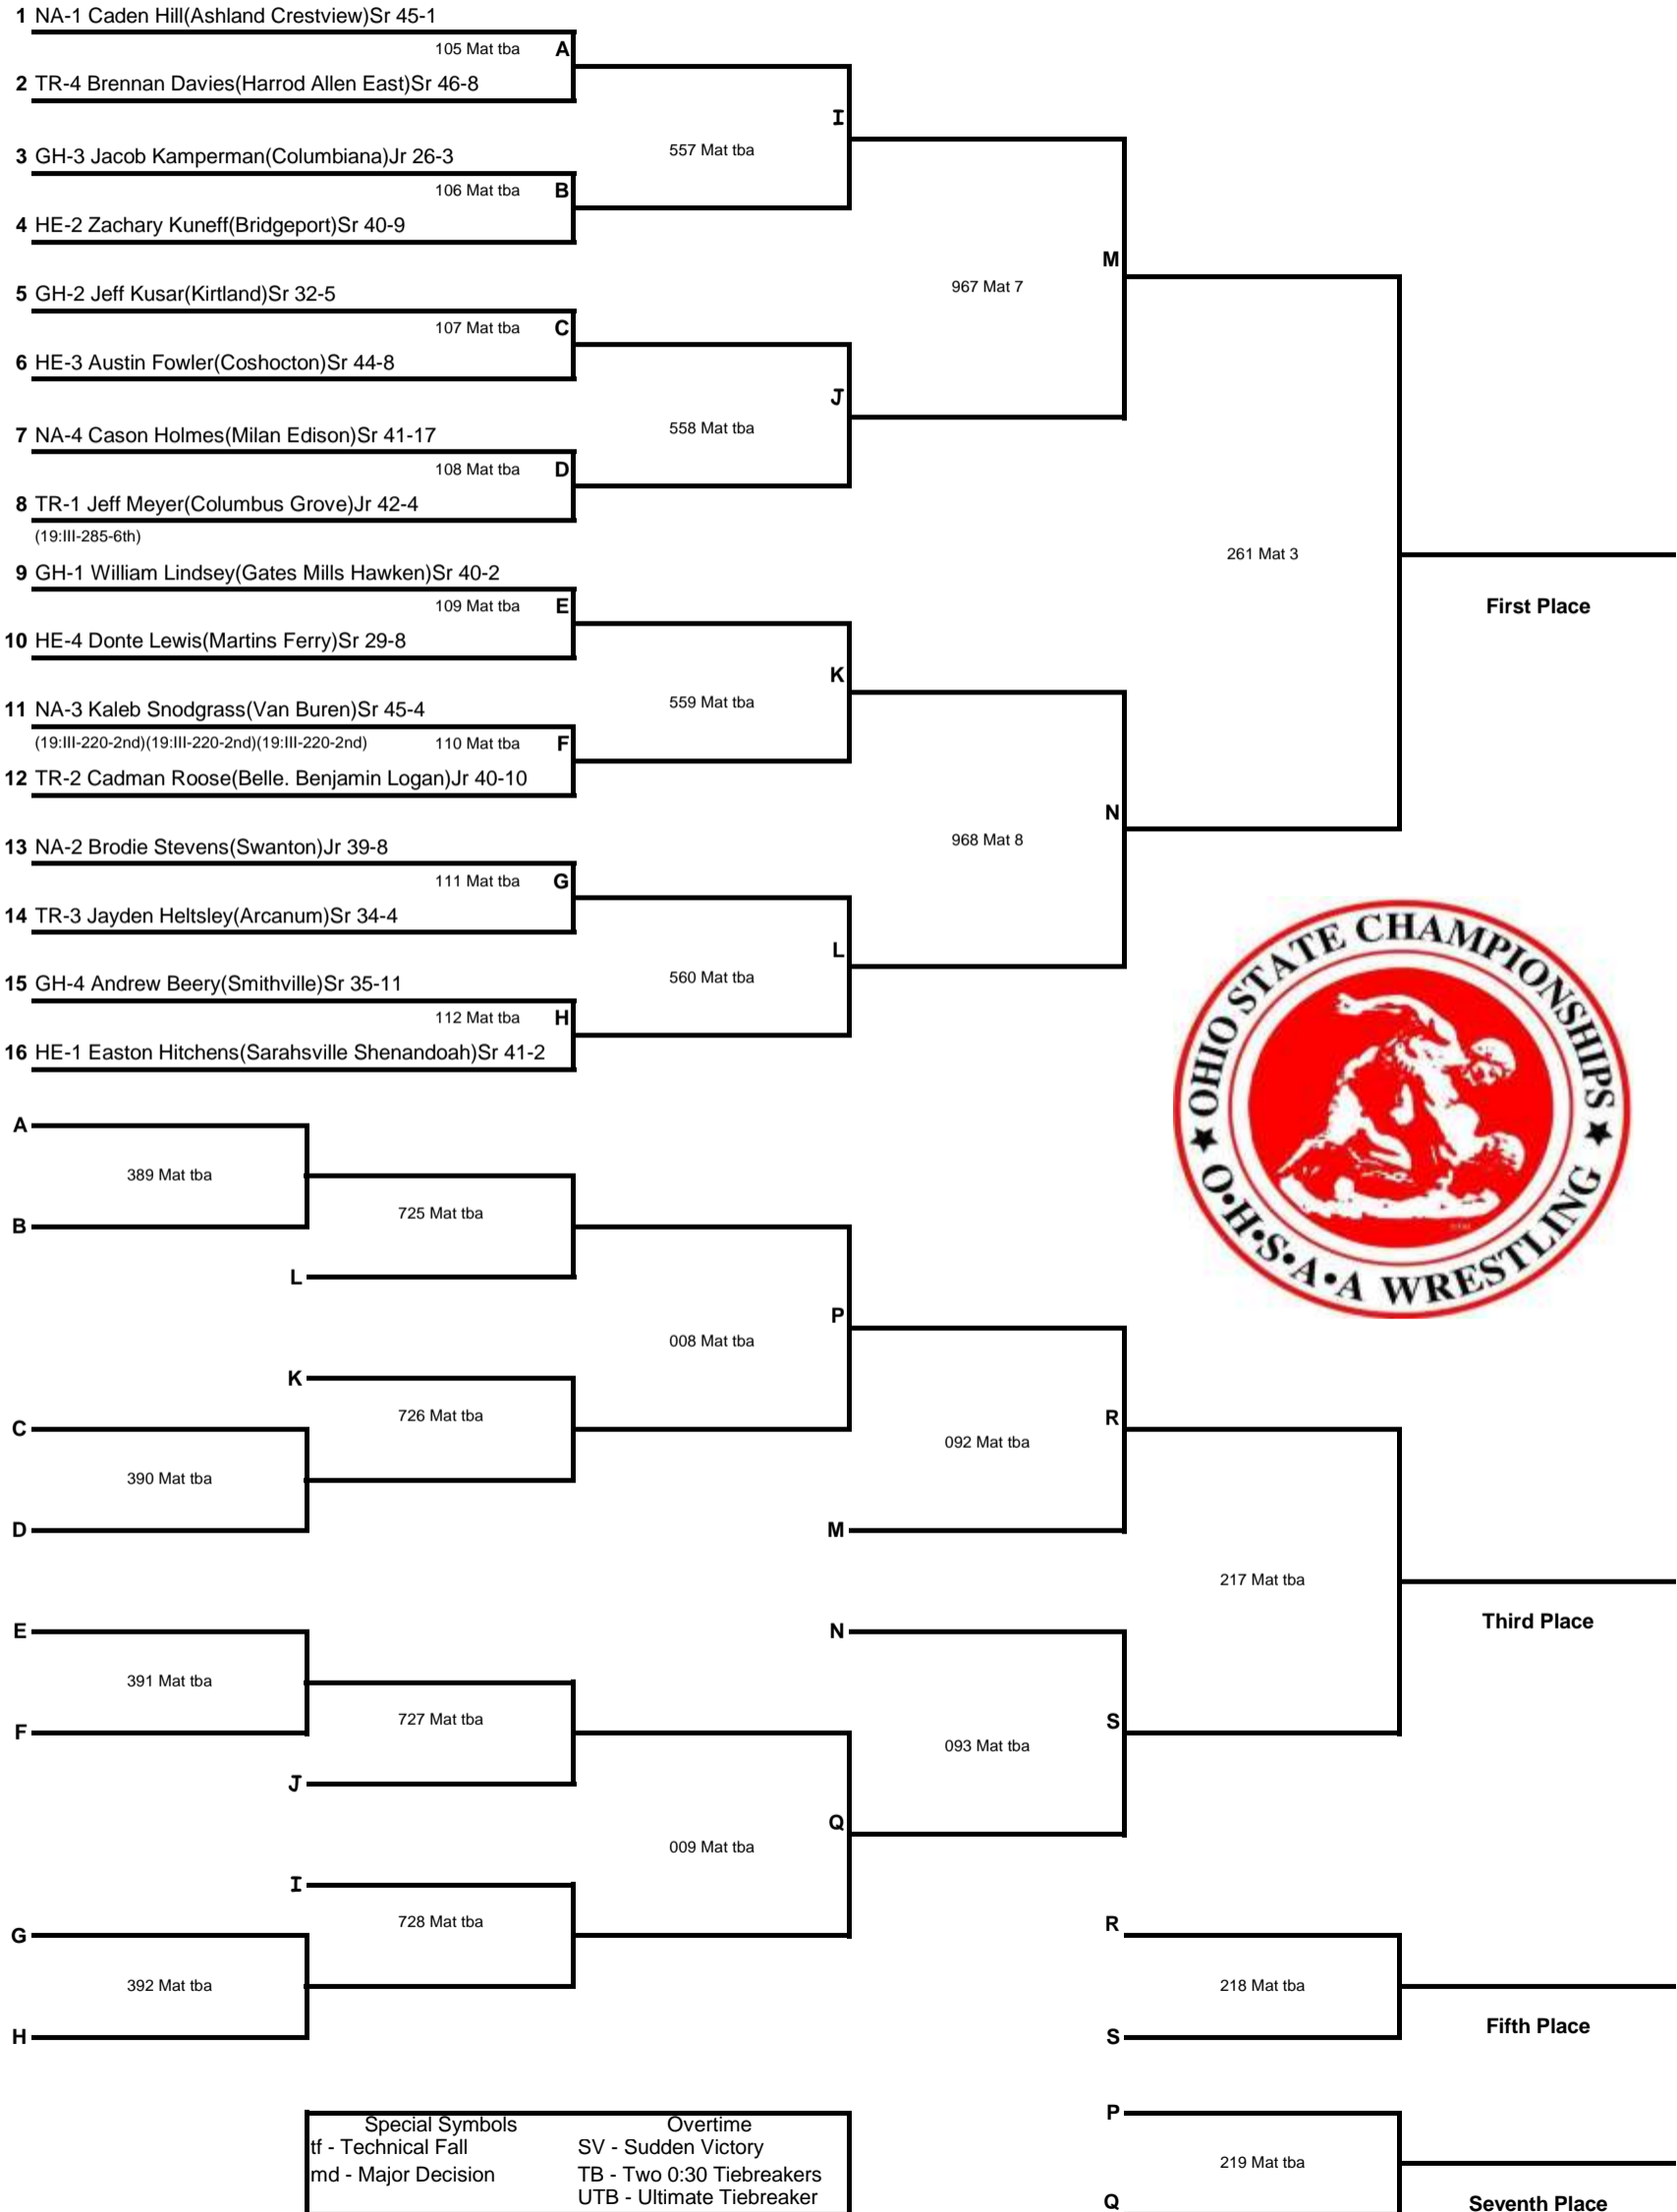 1 NA-1 Caden Hill(Ashland Crestview)Sr 45-1
105 Mat tba A
2 TR-4 Brennan Davies(Harrod Allen East)Sr 46-8
I
557 Mat tba
3 GH-3 Jacob Kamperman(Columbiana)Jr 26-3
106 Mat tba B
4 HE-2 Zachary Kuneff(Bridgeport)Sr 40-9
M
967 Mat 7
5 GH-2 Jeff Kusar(Kirtland)Sr 32-5
107 Mat tba C
6 HE-3 Austin Fowler(Coshocton)Sr 44-8
J
558 Mat tba
7 NA-4 Cason Holmes(Milan Edison)Sr 41-17
108 Mat tba D
8 TR-1 Jeff Meyer(Columbus Grove)Jr 42-4
(19:III-285-6th)
261 Mat 3
First Place
9 GH-1 William Lindsey(Gates Mills Hawken)Sr 40-2
109 Mat tba E
10 HE-4 Donte Lewis(Martins Ferry)Sr 29-8
K
559 Mat tba
11 NA-3 Kaleb Snodgrass(Van Buren)Sr 45-4
(19:III-220-2nd)(19:III-220-2nd)(19:III-220-2nd) 110 Mat tba F
12 TR-2 Cadman Roose(Belle. Benjamin Logan)Jr 40-10
N
968 Mat 8
13 NA-2 Brodie Stevens(Swanton)Jr 39-8
111 Mat tba G
14 TR-3 Jayden Heltsley(Arcanum)Sr 34-4
L
560 Mat tba
15 GH-4 Andrew Beery(Smithville)Sr 35-11
112 Mat tba H
16 HE-1 Easton Hitchens(Sarahsville Shenandoah)Sr 41-2
★ OHIO STATE CHAMPIONSHIPS ★
O•H•S•A•A WRESTLING
A
389 Mat tba
B
725 Mat tba
L
P
008 Mat tba
K
726 Mat tba
C
390 Mat tba
D
R
092 Mat tba
M
217 Mat tba
Third Place
E
391 Mat tba
F
727 Mat tba
J
N
S
093 Mat tba
Q
009 Mat tba
I
728 Mat tba
G
392 Mat tba
H
R
218 Mat tba
S
Fifth Place
Special Symbols Overtime
tf - Technical Fall SV - Sudden Victory
md - Major Decision TB - Two 0:30 Tiebreakers
UTB - Ultimate Tiebreaker
P
219 Mat tba
Q
Seventh Place